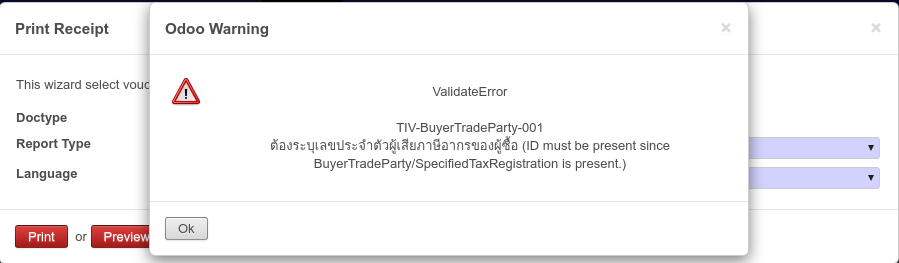 Print Receipt
Odoo Warning
×
×
This wizard select
ValidateError
TIV-BuyerTradeParty-001
ต้องระบุเลขประจำตัวผู้เสียภาษีอากรของผู้ซื้อ (ID must be present since
BuyerTradeParty/SpecifiedTaxRegistration is present.)
Doctype
Report Type
Language
Ok
Print or Preview